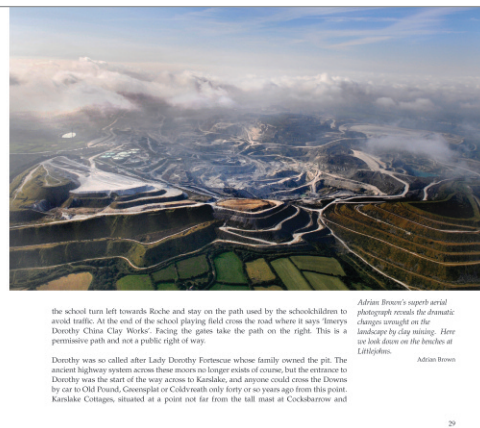 the school turn left towards Roche and stay on the path used by the schoolchildren to
avoid traffic. At the end of the school playing field cross the road where it says 'Imerys
Dorothy China Clay Works'. Facing the gates take the path on the right. This is a
permissive path and not a public right of way.
Dorothy was so called after Lady Dorothy Fortescue whose family owned the pit. The
ancient highway system across these moors no longer exists of course, but the entrance to
Dorothy was the start of the way across to Karslake, and anyone could cross the Downs
by car to Old Pound, Greensplat or Coldvreath only forty or so years ago from this point.
Karslake Cottages, situated at a point not far from the tall mast at Cocksbarrow and
Adrian Brown's superb aerial
photograph reveals the dramatic
changes wrought on the
landscape by clay mining. Here
we look down on the benches at
Littlejohns.
Adrian Brown
29